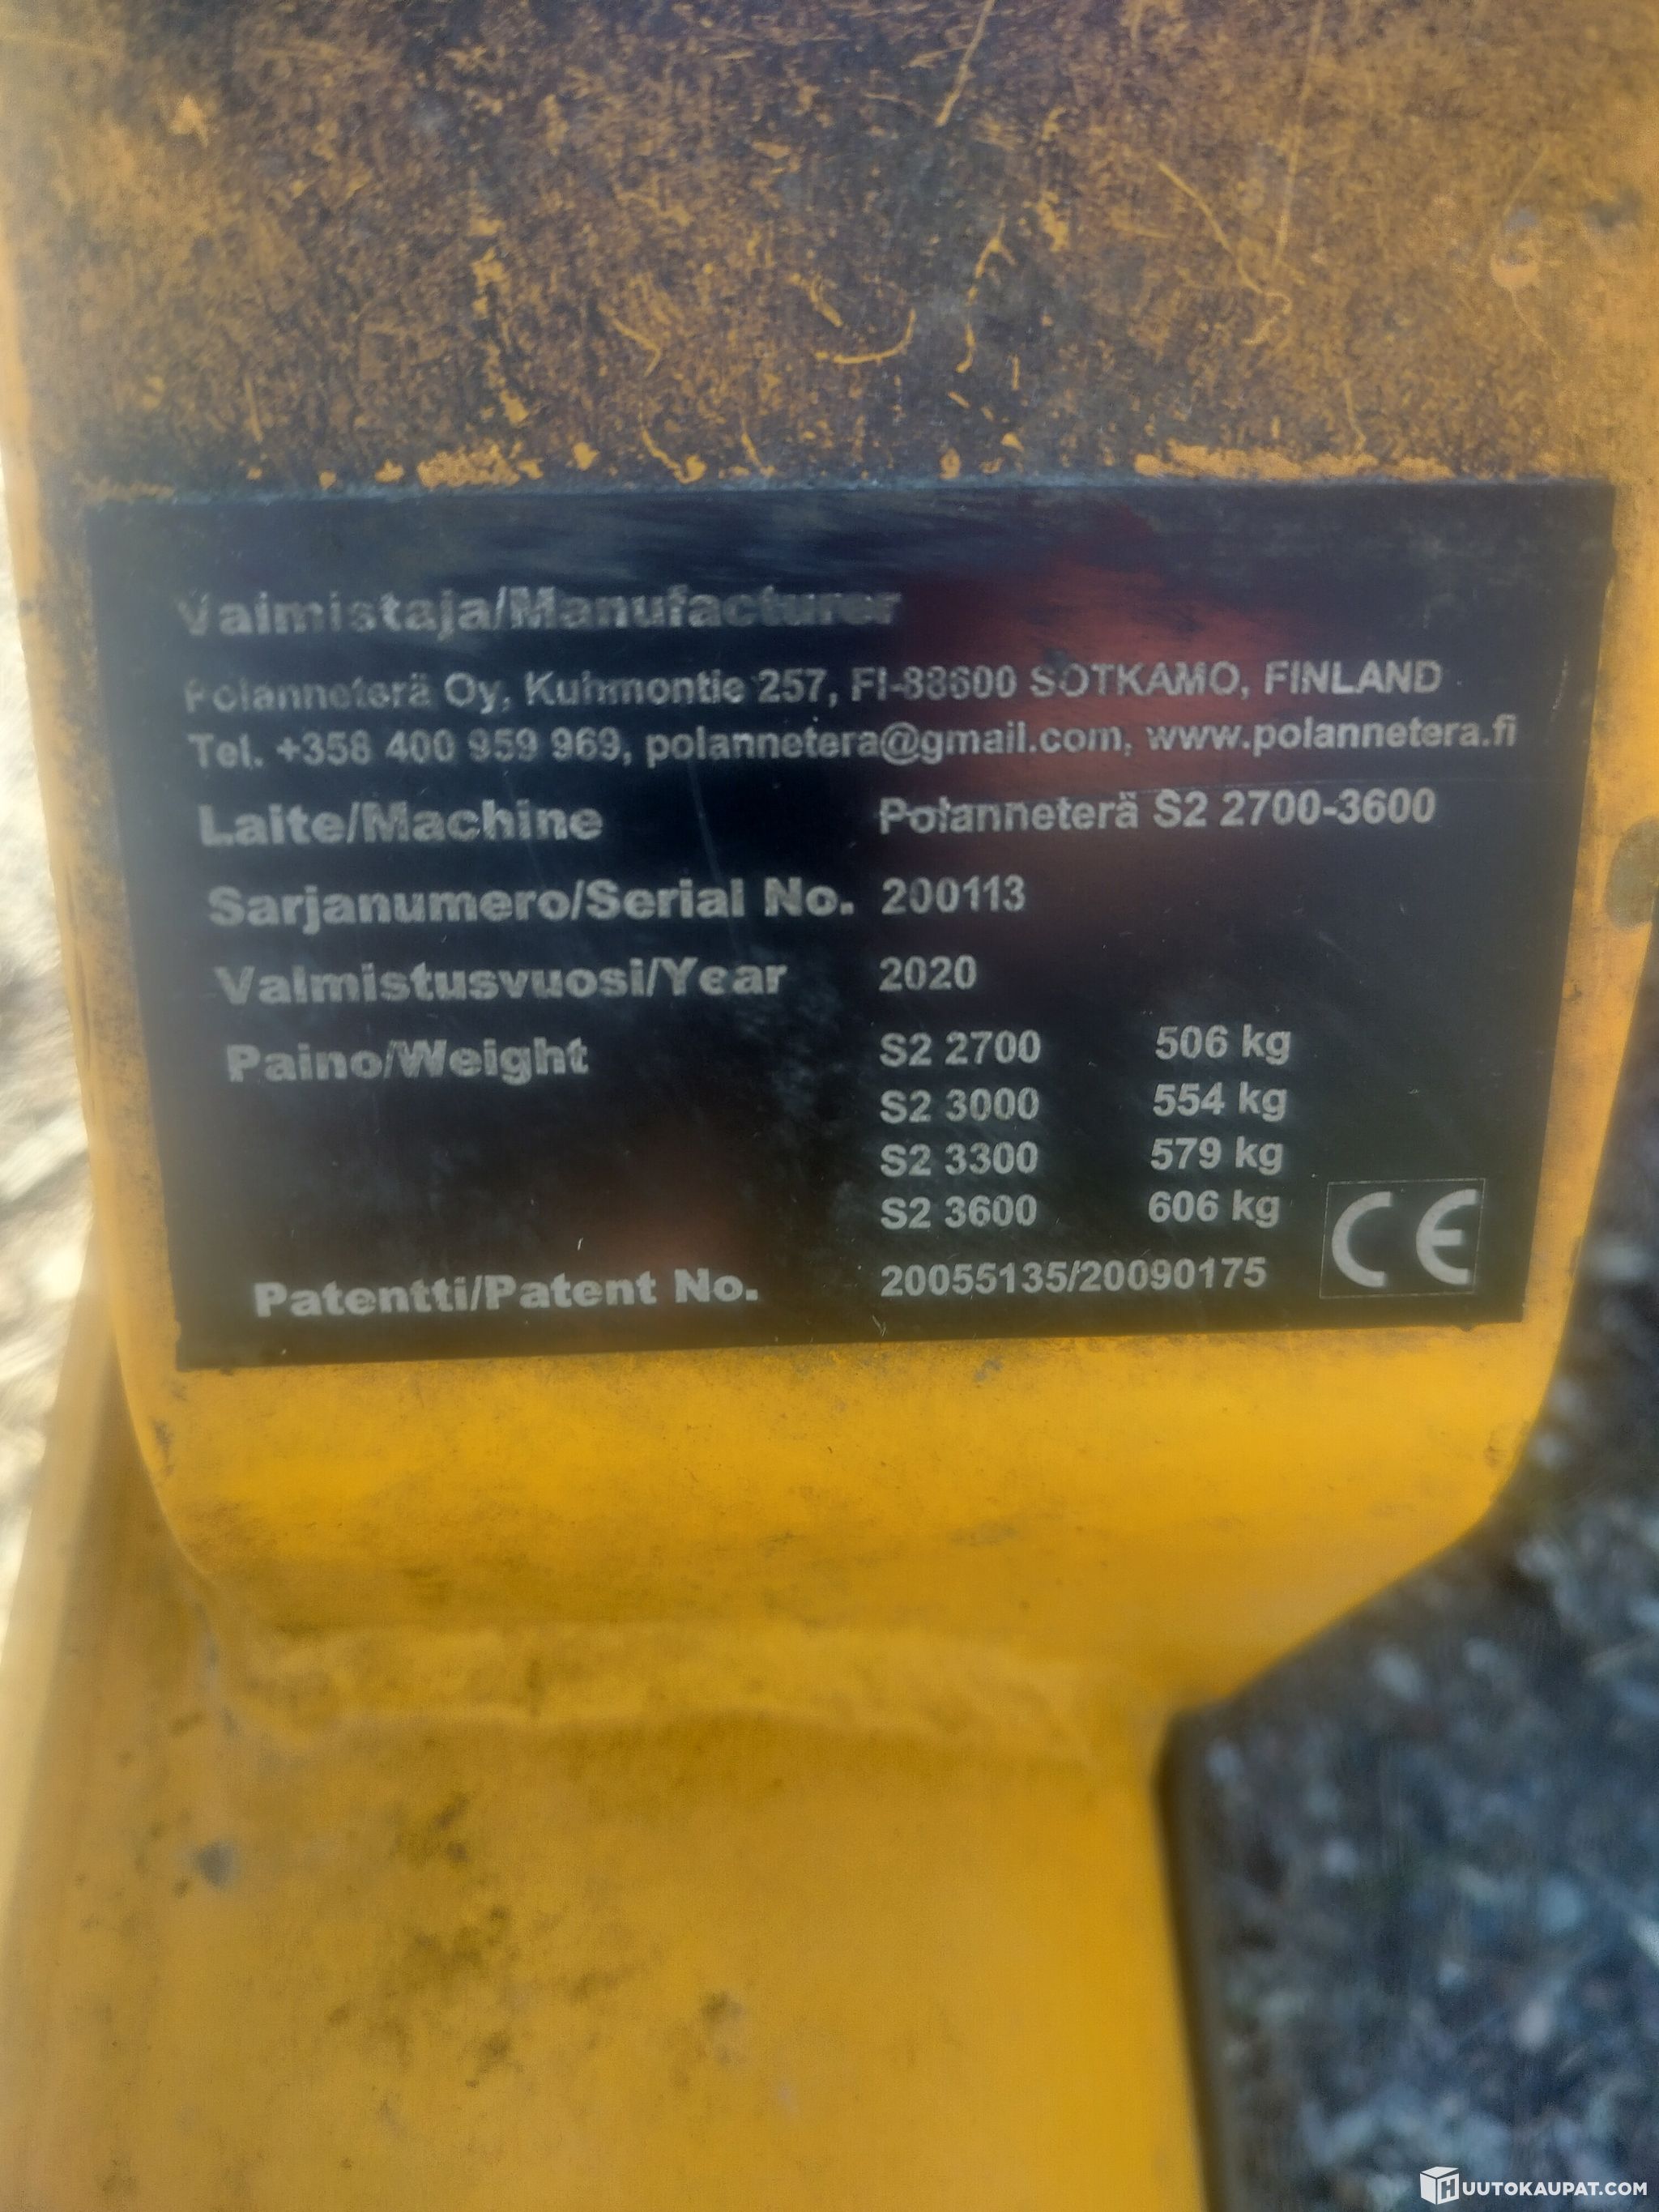 Valmistaja/Manufacturer
Polanneterä Oy, Kuhmontie 257, FI-88600 SOTKAMO, FINLAND
Tel. +358 400 959 969, polannetera@gmail.com, www.polannetera.fi
Laite/Machine Polanneterä S2 2700-3600
Sarjanumero/Serial No. 200113
Valmistusvuosi/Year 2020
Paino/Weight S2 2700 506 kg
S2 3000 554 kg
S2 3300 579 kg
S2 3600 606 kg
Patentti/Patent No. 20055135/20090175 CE
HUUTOKAUPAT.COM